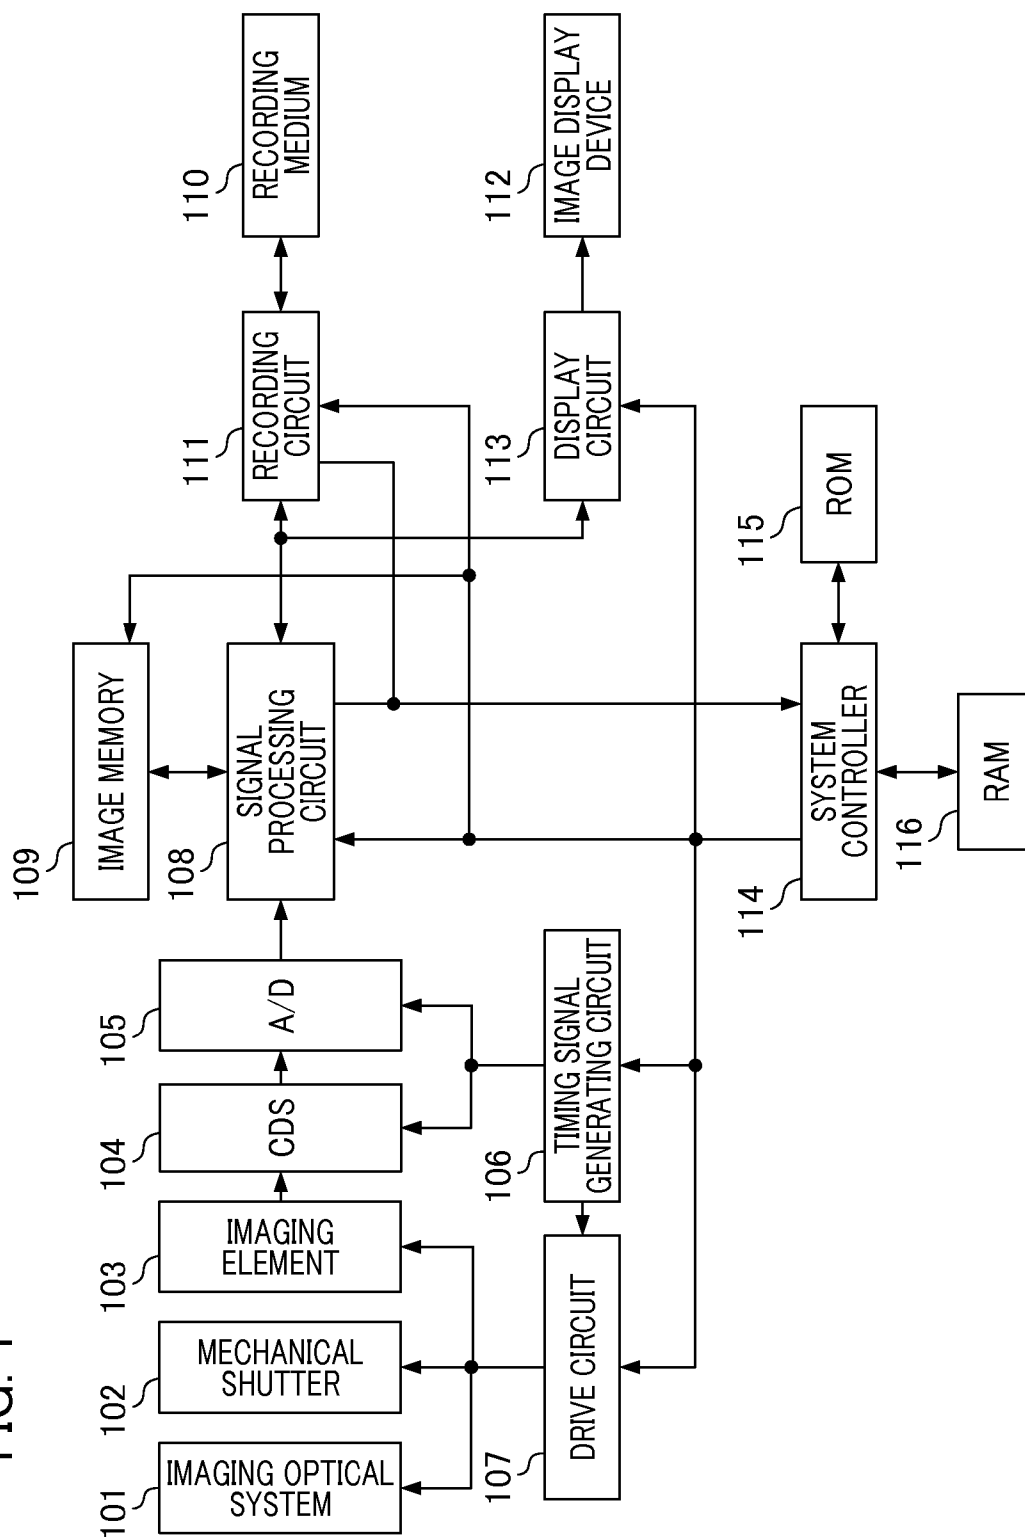 FIG. 1
109
IMAGE MEMORY
101
IMAGING OPTICAL
SYSTEM
102
MECHANICAL
SHUTTER
103
IMAGING
ELEMENT
104
CDS
105
A/D
108
SIGNAL
PROCESSING
CIRCUIT
111
RECORDING
CIRCUIT
110
RECORDING
MEDIUM
107
DRIVE CIRCUIT
106
TIMING SIGNAL
GENERATING CIRCUIT
113
DISPLAY
CIRCUIT
112
IMAGE DISPLAY
DEVICE
114
SYSTEM
CONTROLLER
115
ROM
116
RAM